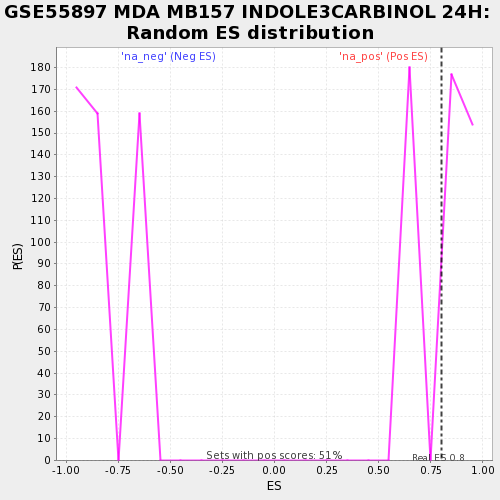 GSE55897 MDA MB157 INDOLE3CARBINOL 24H:
Random ES distribution
'na_neg' (Neg ES) 'na_pos' (Pos ES)
180
170
160
150
140
130
120
110
100
90
80
70
60
50
40
30
20
10
0
P(ES)
Sets with pos scores: 51%
Real ES 0.8
-1.00 -0.75 -0.50 -0.25 0.00 0.25 0.50 0.75 1.00
ES